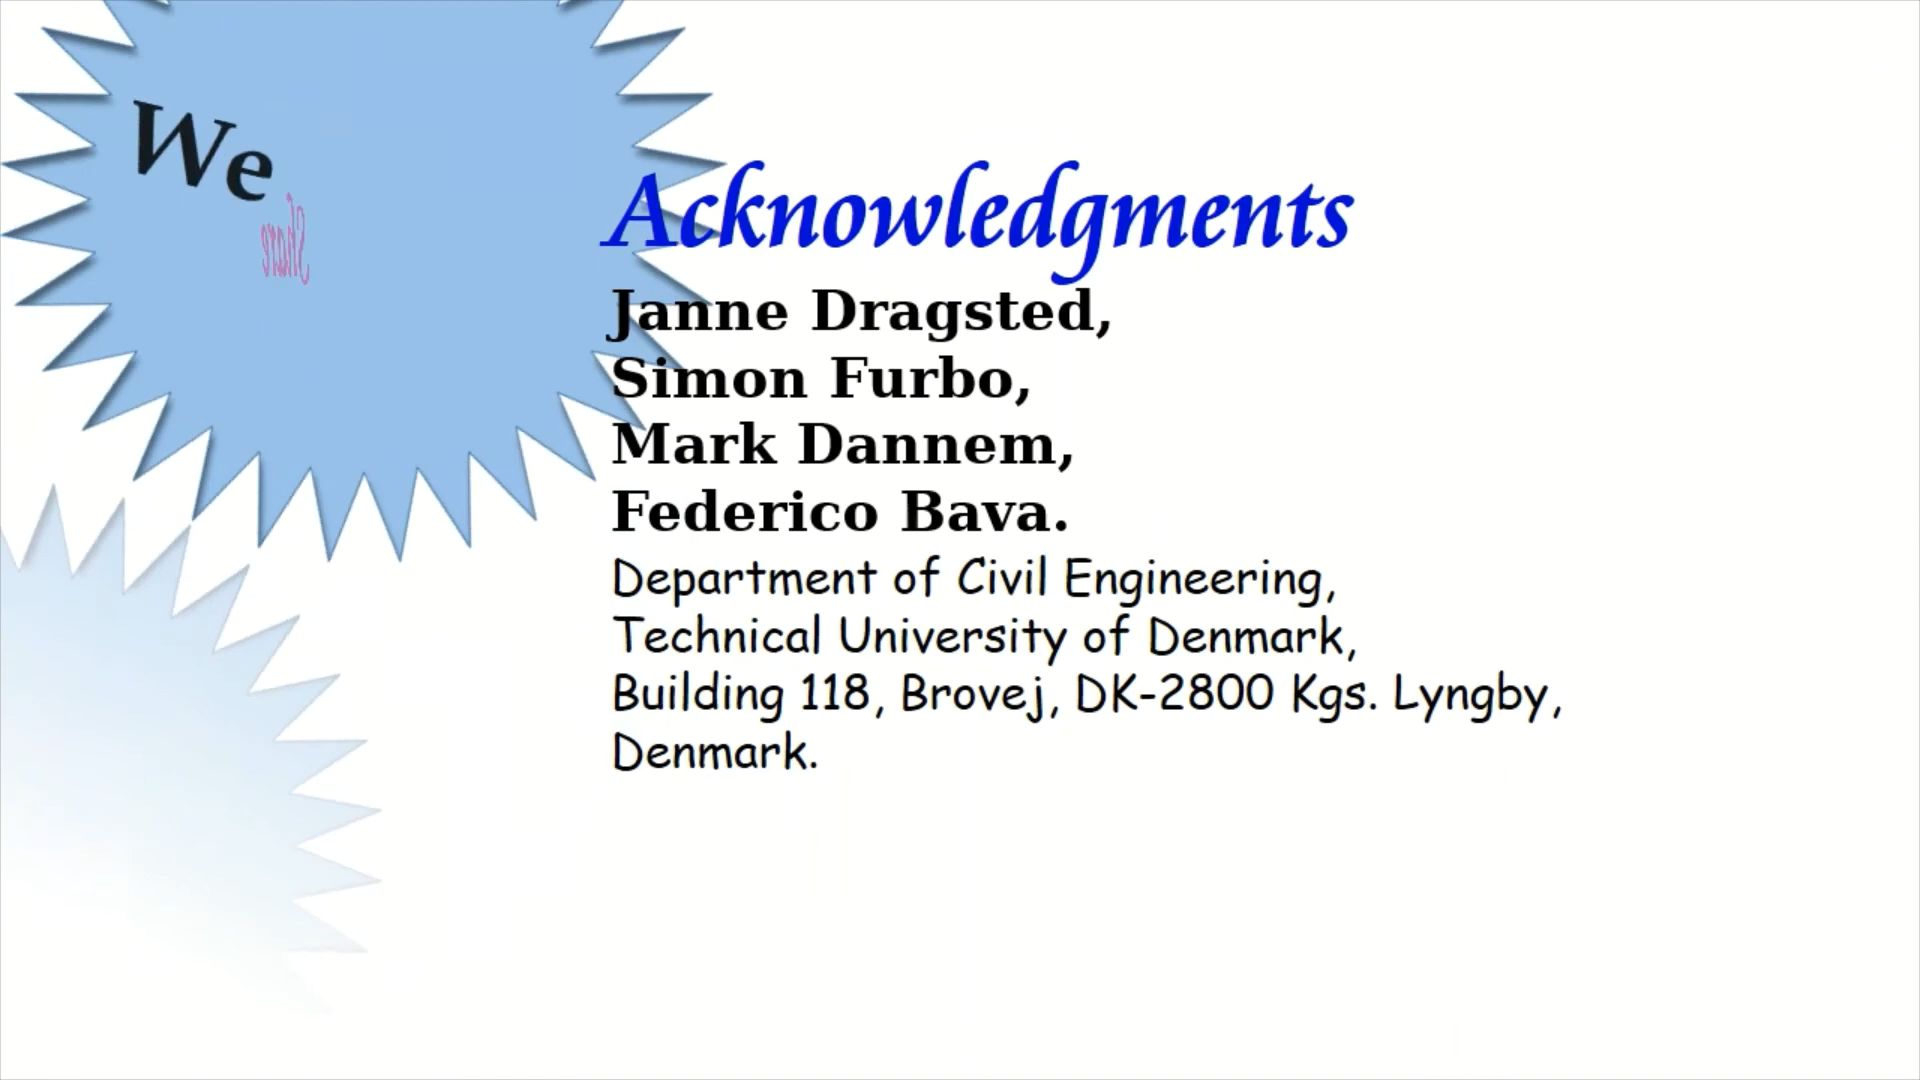 We
Share
Acknowledgments
Janne Dragsted,
Simon Furbo,
Mark Dannem,
Federico Bava.
Department of Civil Engineering,
Technical University of Denmark,
Building 118, Brovej, DK-2800 Kgs. Lyngby,
Denmark.